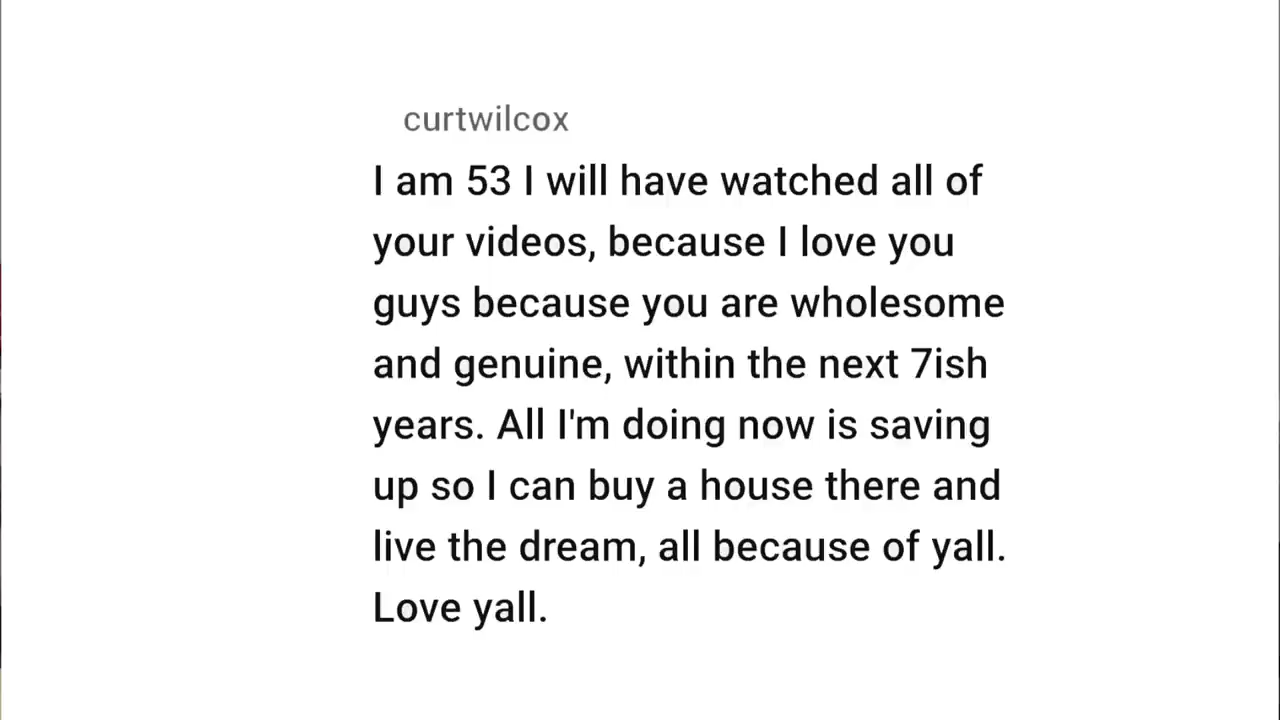 curtwilcox
I am 53 I will have watched all of
your videos, because I love you
guys because you are wholesome
and genuine, within the next 7ish
years. All I'm doing now is saving
up so I can buy a house there and
live the dream, all because of yall.
Love yall.